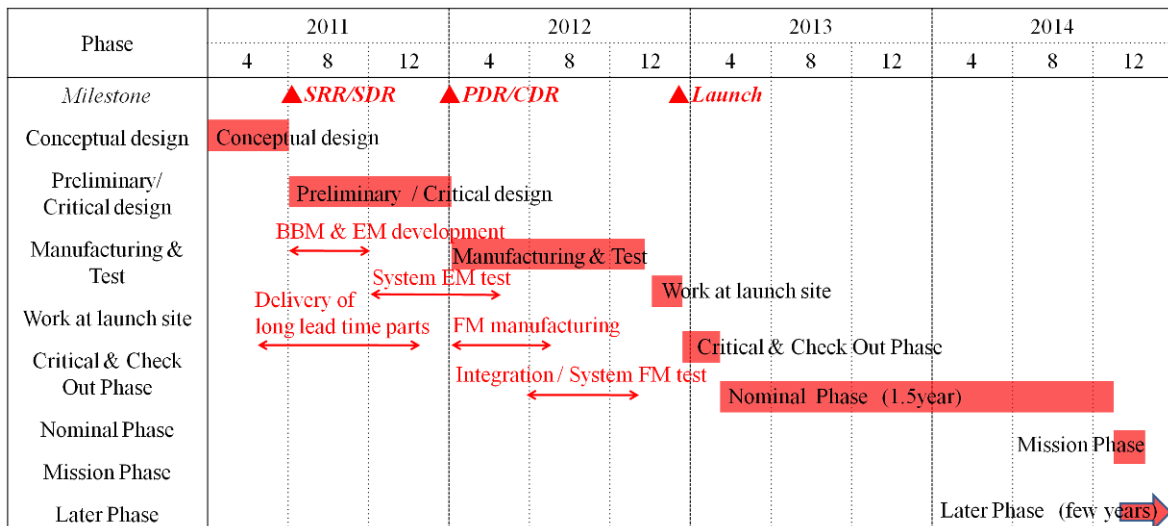 Phase
2011
2012
2013
2014
4 8 12 4 8 12 4 8 12 4 8 12
Milestone
SRR/SDR
PDR/CDR
Launch
Conceptual design
Conceptual design
Preliminary/
Critical design
Preliminary / Critical design
BBM & EM development
Manufacturing &
Test
Manufacturing & Test
System EM test
Work at launch site
Delivery of
long lead time parts
Work at launch site
FM manufacturing
Critical & Check
Out Phase
Critical & Check Out Phase
Integration / System FM test
Nominal Phase (1.5year)
Nominal Phase
Mission Phase
Mission Phase
Later Phase
Later Phase (few years)